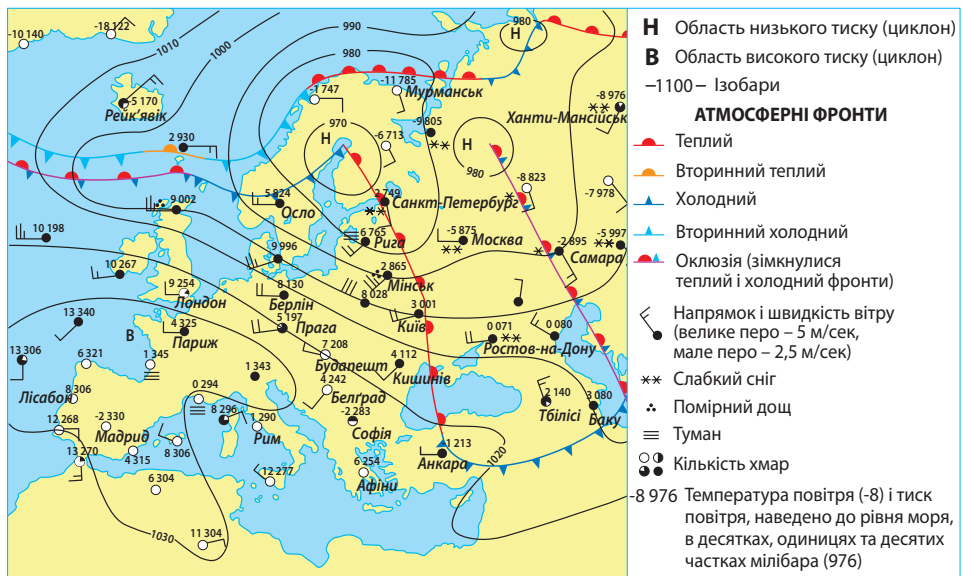 -10 140
-18 122
1010
1000
990
980
980
Н
Н
-5 170
Рейк'явік
-1 747
-11 785
Мурманськ
-8 976
Ханти-Мансійськ
2 930
970
Н
-6 713
-9 805
Н
980
-8 823
-7 978
9 002
5 824
Осло
2 749
Санкт-Петербург
10 198
9 996
6 765
Рига
-5 875
Москва
-2 895
-5 997
Самара
10 267
9 254
Лондон
8 130
Берлін
2 865
Мінськ
8 028
3 001
Київ
13 340
В
4 325
Париж
5 197
Прага
7 208
Будапешт
4 112
Кишинів
0 071
Ростов-на-Дону
0 080
13 306
6 321
1 345
1 343
4 242
Белґрад
2 140
Тбілісі
3 080
Баку
Лісабон
8 306
0 294
8 296
1 290
Рим
-2 283
Софія
12 268
-2 330
Мадрид
8 306
1 213
Анкара
1020
13 270
4 315
12 277
6 254
Афіни
6 304
1030
11 304
Н Область низького тиску (циклон)
В Область високого тиску (циклон)
–1100– Ізобари
АТМОСФЕРНІ ФРОНТИ
Теплий
Вторинний теплий
Холодний
Вторинний холодний
Оклюзія (зімкнулися
теплий і холодний фронти)
Напрямок і швидкість вітру
(велике перо – 5 м/сек,
мале перо – 2,5 м/сек)
Слабкий сніг
Помірний дощ
Туман
Кількість хмар
-8 976 Температура повітря (-8) і тиск
повітря, наведено до рівня моря,
в десятках, одиницях та десятих
частках мілібара (976)